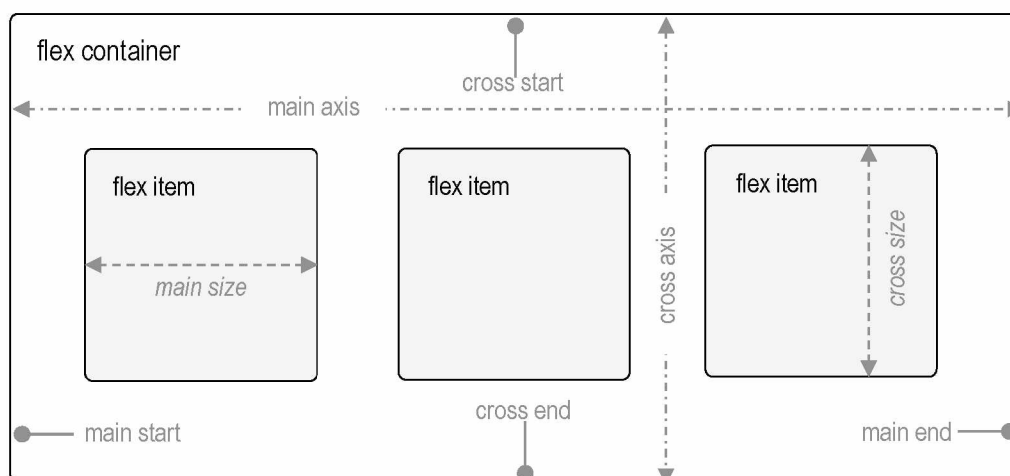 flex container
cross start
main axis
flex item
flex item
flex item
main size
cross axis
cross size
cross end
main start
main end